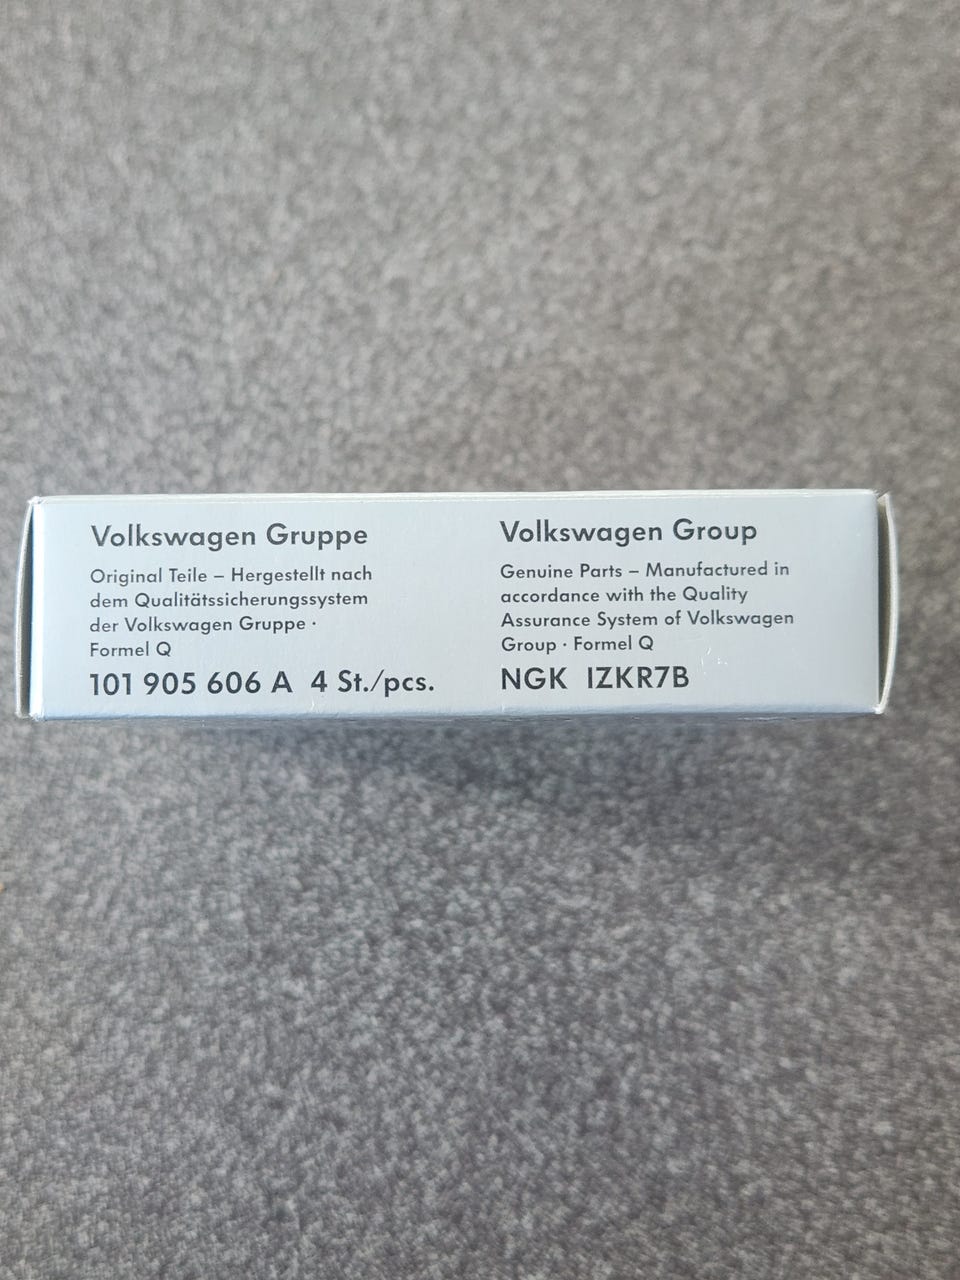 Volkswagen Gruppe
Original Teile – Hergestellt nach
dem Qualitätssicherungssystem
der Volkswagen Gruppe ·
Formel Q
101 905 606 A 4 St./pcs.
Volkswagen Group
Genuine Parts – Manufactured in
accordance with the Quality
Assurance System of Volkswagen
Group · Formel Q
NGK IZKR7B